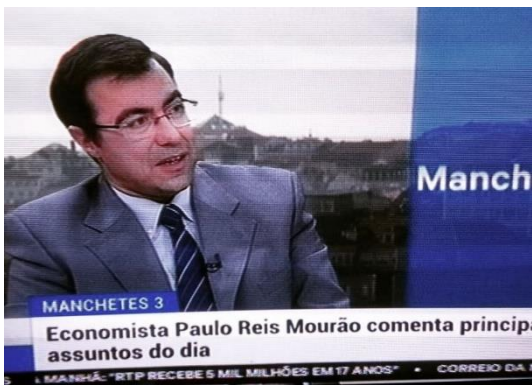 Manch
MANCHETES 3
Economista Paulo Reis Mourão comenta principa
assuntos do dia
MANHÃ: "RTP RECEBE 5 MIL MILHÕES EM 17 ANOS" • CORREIO DA